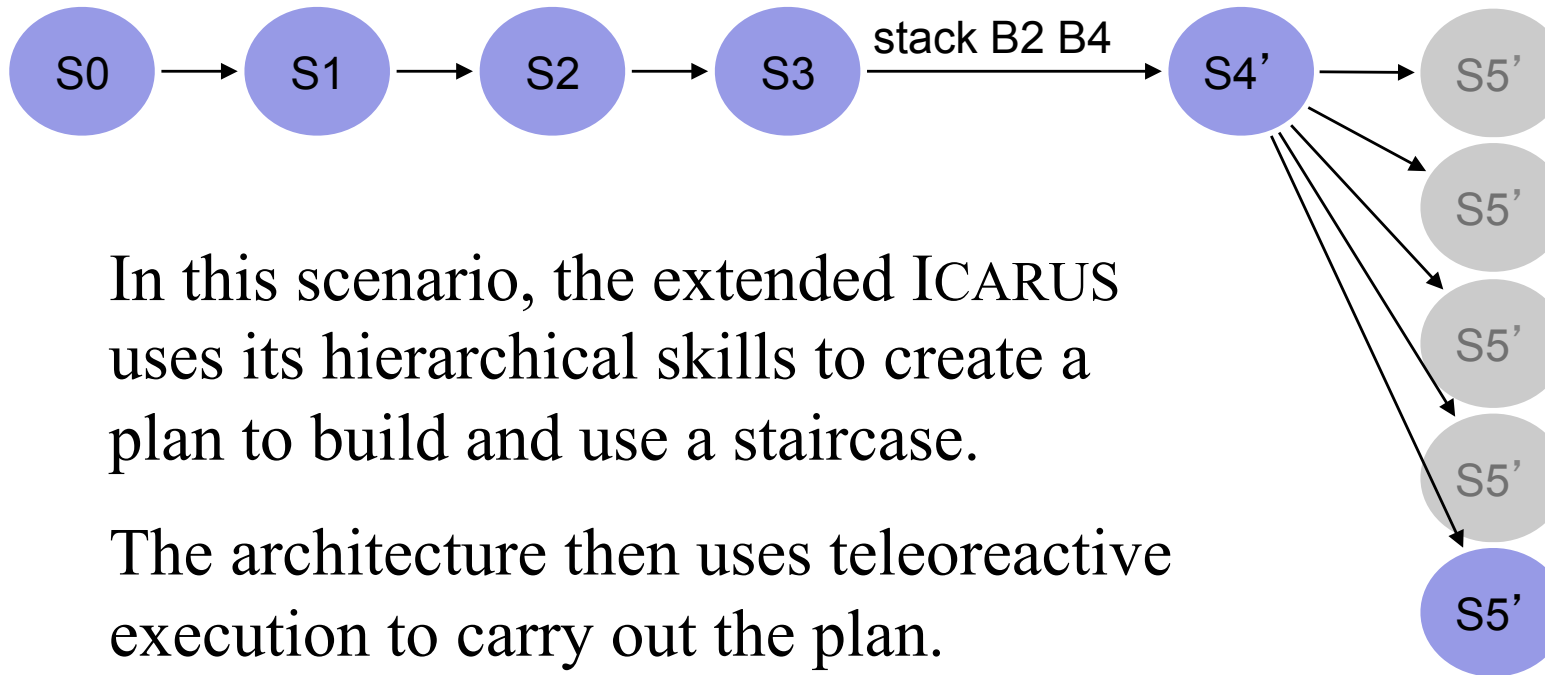 stack B2 B4
S0 S1 S2 S3 S4’ S5’
S5’
In this scenario, the extended ICARUS
uses its hierarchical skills to create a
S5’
plan to build and use a staircase.
S5’
The architecture then uses teleoreactive
execution to carry out the plan.
S5’